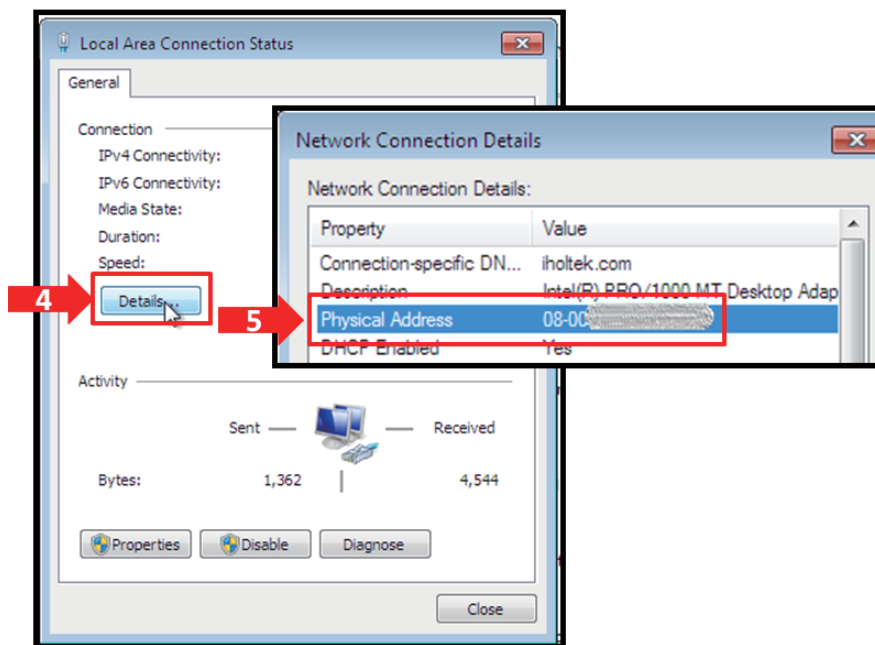 Local Area Connection Status
General
Connection
IPv4 Connectivity:
IPv6 Connectivity:
Media State:
Duration:
Speed:
4
Details...
Network Connection Details
Network Connection Details:
Property Value
Connection-specific DN... iholtek.com
Description Intel(R) PRO/1000 MT Desktop Adap
5
Physical Address 08-00
DHCP Enabled Yes
Activity
Sent Received
Bytes: 1,362 4,544
Properties Disable Diagnose
Close